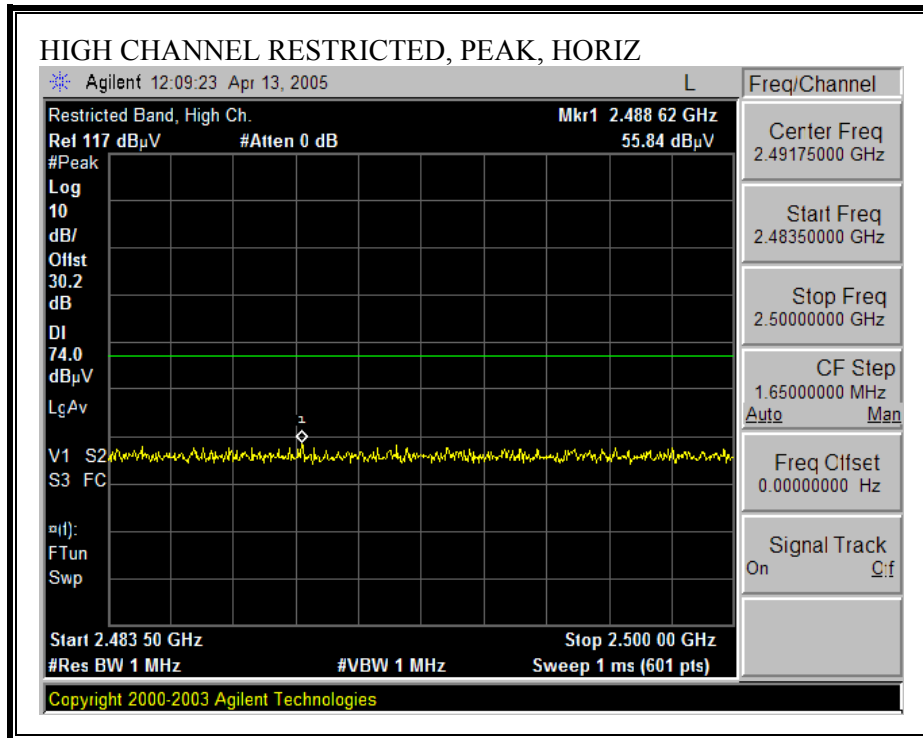 HIGH CHANNEL RESTRICTED, PEAK, HORIZ
Agilent 12:09:23 Apr 13, 2005 L
Freq/Channel
Restricted Band, High Ch. Mkr1 2.488 62 GHz
Ref 117 dBµV #Atten 0 dB 55.84 dBµV
#Peak
Log
10
dB/
Offst
30.2
dB
DI
74.0
dBµV
LgAv
1
V1 S2
S3 FC
¤(f):
FTun
Swp
Start 2.483 50 GHz Stop 2.500 00 GHz
#Res BW 1 MHz #VBW 1 MHz Sweep 1 ms (601 pts)
Copyright 2000-2003 Agilent Technologies
Center Freq
2.49175000 GHz
Start Freq
2.48350000 GHz
Stop Freq
2.50000000 GHz
CF Step
1.65000000 MHz
Auto Man
Freq Offset
0.00000000 Hz
Signal Track
On Off